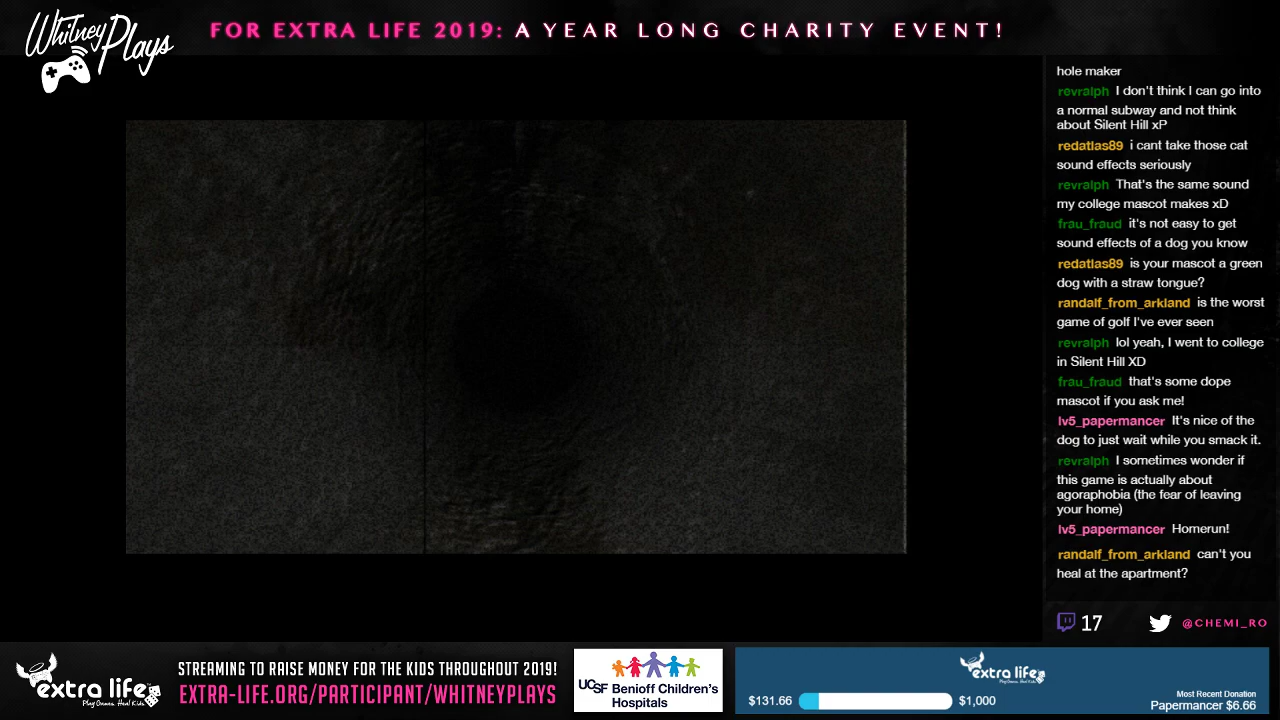 Whitney Plays
FOR EXTRA LIFE 2019: A YEAR LONG CHARITY EVENT!
hole maker
revralph I don't think I can go into
a normal subway and not think
about Silent Hill xP
redatlas89 i cant take those cat
sound effects seriously
revralph That's the same sound
my college mascot makes xD
frau_fraud it's not easy to get
sound effects of a dog you know
redatlas89 is your mascot a green
dog with a straw tongue?
randalf_from_arkland is the worst
game of golf I've ever seen
revralph lol yeah, I went to college
in Silent Hill XD
frau_fraud that's some dope
mascot if you ask me!
lv5_papermancer It's nice of the
dog to just wait while you smack it.
revralph I sometimes wonder if
this game is actually about
agoraphobia (the fear of leaving
your home)
lv5_papermancer Homerun!
randalf_from_arkland can't you
heal at the apartment?
17 @CHEMI_RO
extra life
Play Games. Heal Kids.
STREAMING TO RAISE MONEY FOR THE KIDS THROUGHOUT 2019!
EXTRA-LIFE.ORG/PARTICIPANT/WHITNEYPLAYS
UCSF Benioff Children's
Hospitals
extra life
Play Games. Heal Kids.
$131.66 $1,000
Most Recent Donation
Papermancer $6.66